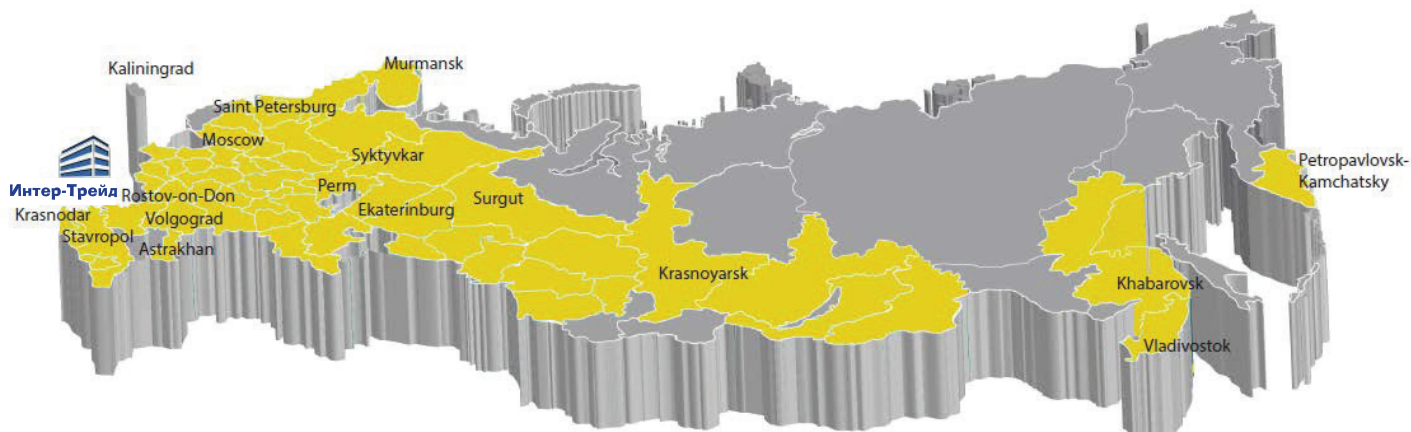 Murmansk
Kaliningrad
Saint Petersburg
Moscow
Syktyvkar
Petropavlovsk-
Kamchatsky
Интер-Трейд
Rostov-on-Don
Perm
Surgut
Krasnodar
Volgograd
Ekaterinburg
Stavropol
Astrakhan
Krasnoyarsk
Khabarovsk
Vladivostok